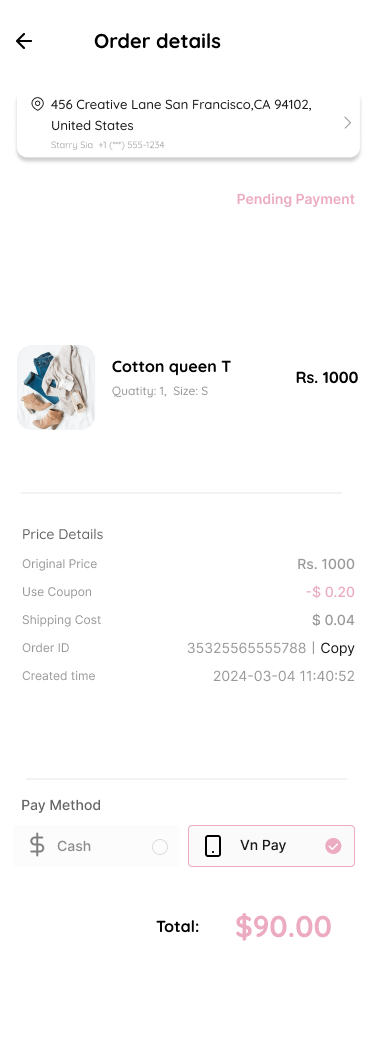 Order details
456 Creative Lane San Francisco,CA 94102,
United States
Starry Sia +1 (***) 555-1234
Pending Payment
Cotton queen T
Quatity: 1, Size: S
Rs. 1000
Price Details
Original Price Rs. 1000
Use Coupon -$ 0.20
Shipping Cost $ 0.04
Order ID 35325565555788 | Copy
Created time 2024-03-04 11:40:52
Pay Method
$ Cash
Vn Pay
Total: $90.00